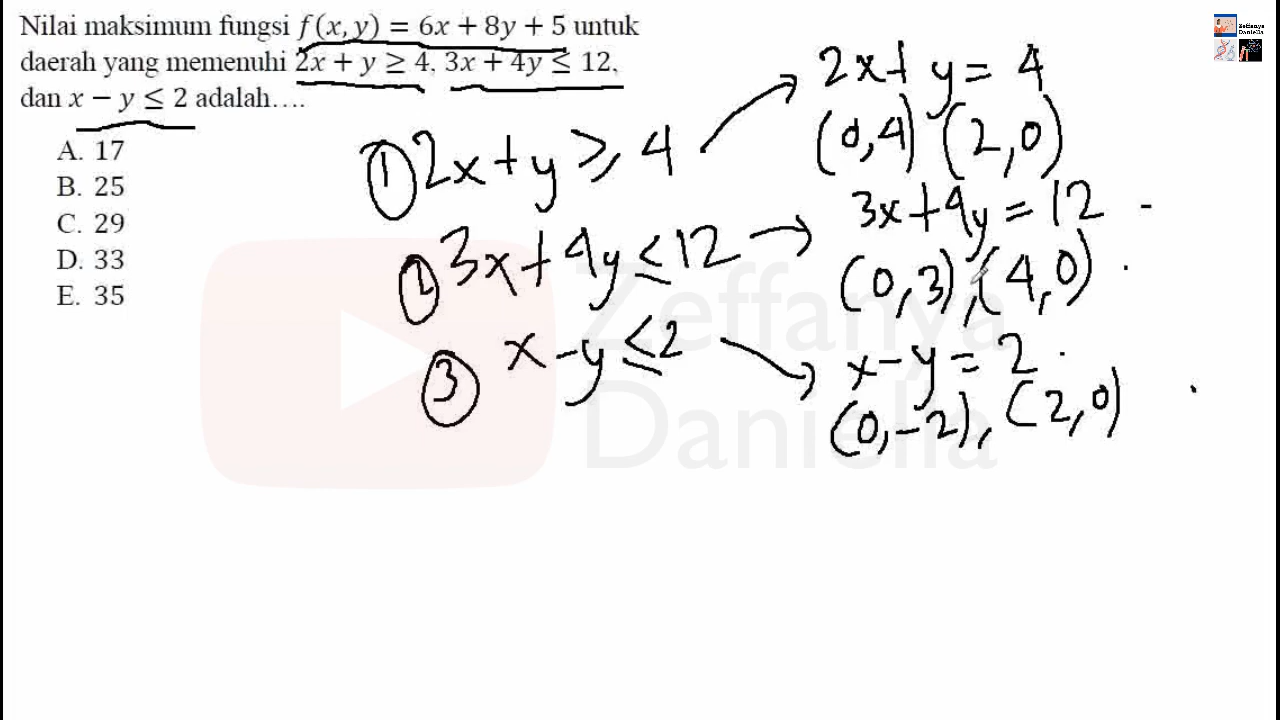 Nilai maksimum fungsi f(x, y) = 6x + 8y + 5 untuk
daerah yang memenuhi 2x + y ≥ 4, 3x + 4y ≤ 12,
dan x − y ≤ 2 adalah….
A. 17
B. 25
C. 29
D. 33
E. 35
① 2x+y ≥ 4
② 3x+4y ≤ 12
③ x-y ≤ 2
2x+y = 4
(0,4) (2,0)
3x+4y = 12
(0,3),(4,0)
x-y = 2
(0,-2), (2,0)
Zeffanya
Daniella
Zeffanya
Daniella